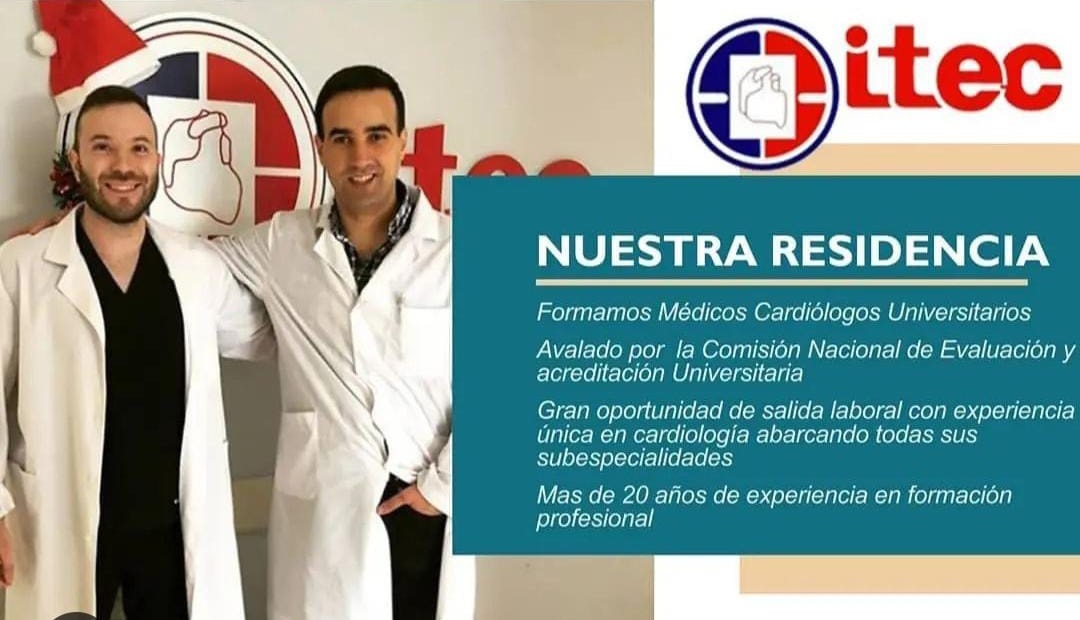 itec
itec
NUESTRA RESIDENCIA
Formamos Médicos Cardiólogos Universitarios
Avalado por la Comisión Nacional de Evaluación y
acreditación Universitaria
Gran oportunidad de salida laboral con experiencia
única en cardiología abarcando todas sus
subespecialidades
Mas de 20 años de experiencia en formación
profesional